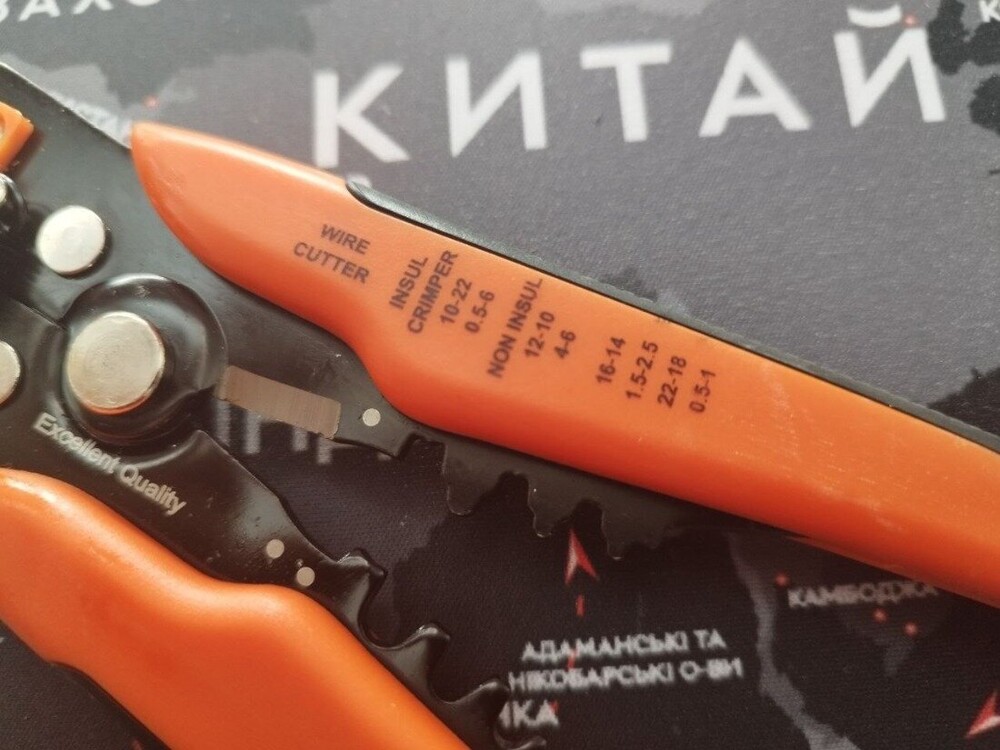 КИТАЙ
WIRE
CUTTER
INSUL
CRIMPER
10-22
0.5-6
NON INSUL
12-10
4-6
16-14
1.5-2.5
22-18
0.5-1
Excellent Quality
КАМБОДЖА
АДАМАНСЬКІ ТА
НІКОБАРСЬКІ О-ВИ